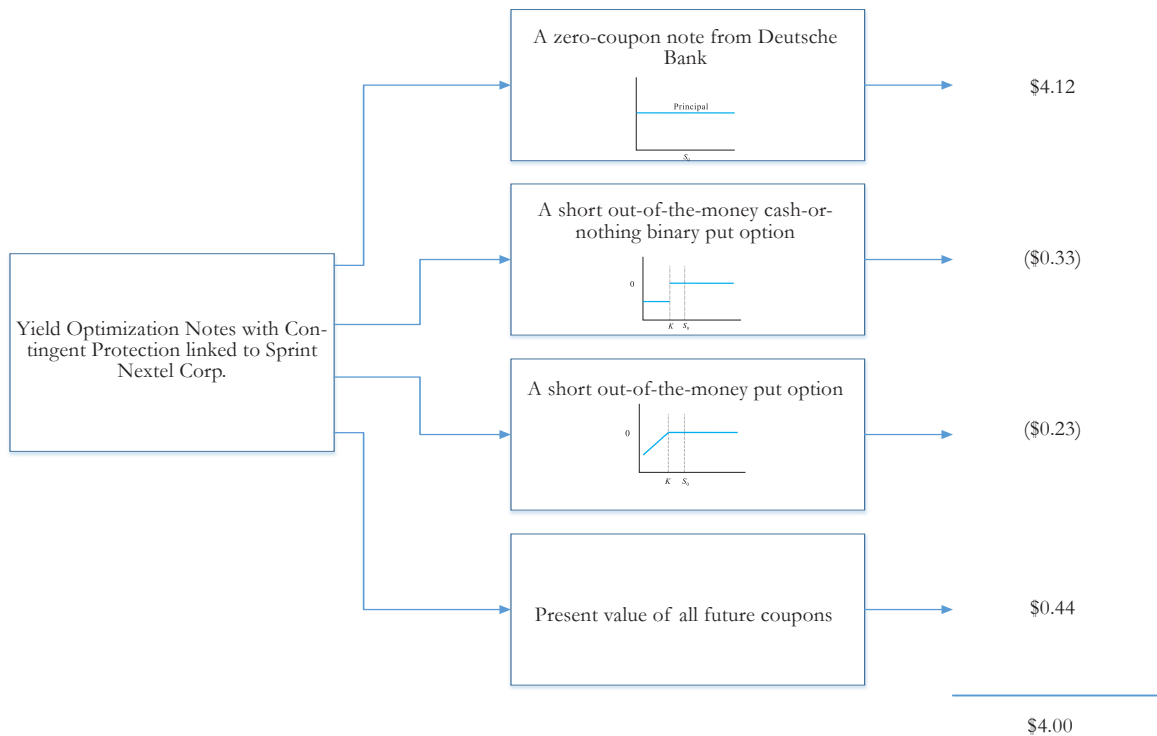 A zero-coupon note from Deutsche
Bank
Principal
S₀
$4.12
A short out-of-the-money cash-or-
nothing binary put option
0
K S₀
($0.33)
Yield Optimization Notes with Con-
tingent Protection linked to Sprint
Nextel Corp.
A short out-of-the-money put option
0
K S₀
($0.23)
Present value of all future coupons
$0.44
$4.00